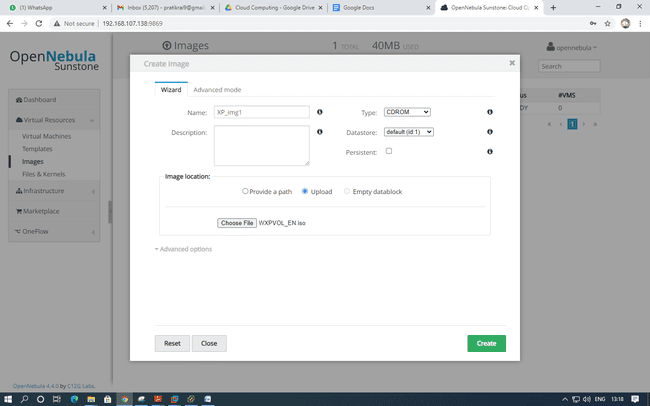 (1) WhatsApp
Inbox (5,207) - pratikrai9@gmai
Cloud Computing - Google Drive
Google Docs
OpenNebula Sunstone: Cloud Op
Not secure | 192.168.107.138:9869
OpenNebula
Sunstone
Images
1 TOTAL 40MB USED
opennebula
Search
Dashboard
Virtual Resources
Virtual Machines
Templates
Images
Files & Kernels
Infrastructure
Marketplace
OneFlow
us #VMS
DY 0
1
Create Image
Wizard Advanced mode
Name: XP_img1 Type: CDROM
Description: Datastore: default (id 1)
Persistent:
Image location:
Provide a path Upload Empty datablock
Choose File WXPVOL_EN.iso
Advanced options
Reset Close Create
OpenNebula 4.4.0 by C12G Labs.
ENG 13:18